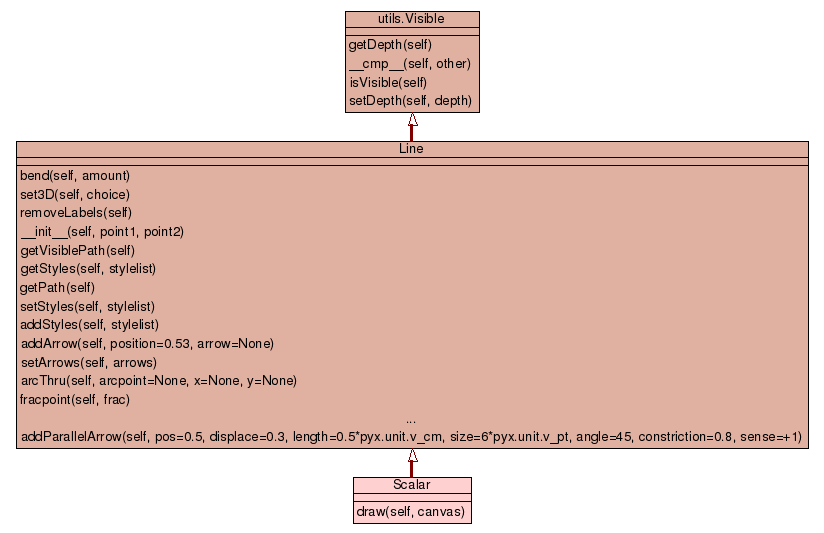 utils.Visible
getDepth(self)
__cmp__(self, other)
isVisible(self)
setDepth(self, depth)
Line
bend(self, amount)
set3D(self, choice)
removeLabels(self)
__init__(self, point1, point2)
getVisiblePath(self)
getStyles(self, stylelist)
getPath(self)
setStyles(self, stylelist)
addStyles(self, stylelist)
addArrow(self, position=0.53, arrow=None)
setArrows(self, arrows)
arcThru(self, arcpoint=None, x=None, y=None)
fracpoint(self, frac)
...
addParallelArrow(self, pos=0.5, displace=0.3, length=0.5*pyx.unit.v_cm, size=6*pyx.unit.v_pt, angle=45, constriction=0.8, sense=+1)
Scalar
draw(self, canvas)